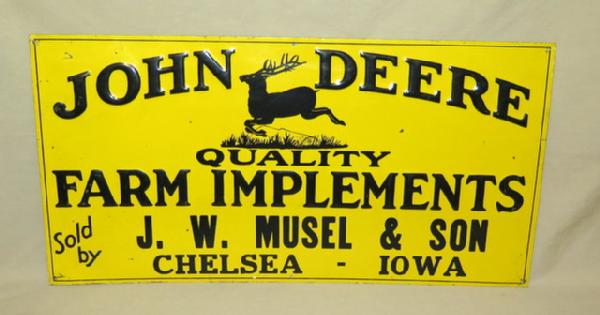 JOHN DEERE
QUALITY
FARM IMPLEMENTS
Sold by J. W. MUSEL & SON
CHELSEA - IOWA